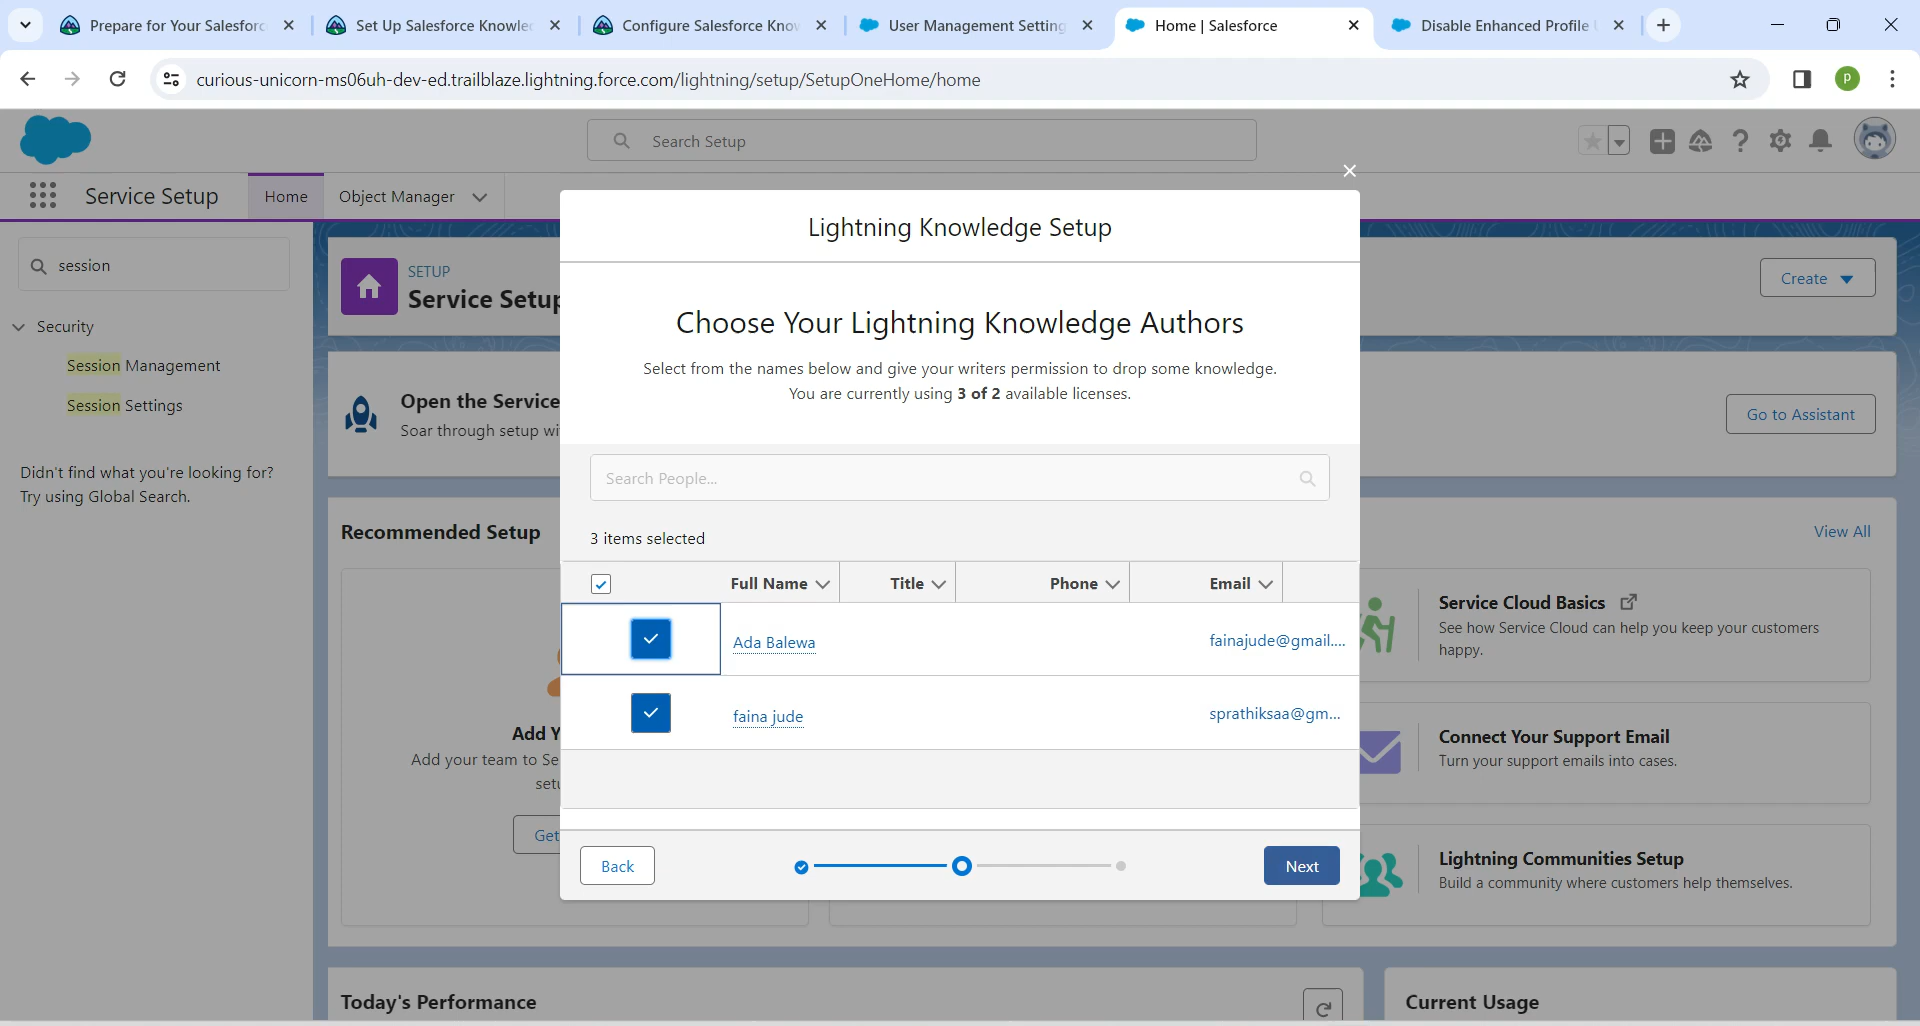 Prepare for Your Salesforc
Set Up Salesforce Knowle
Configure Salesforce Kno
User Management Setting
Home | Salesforce
Disable Enhanced Profile
curious-unicorn-ms06uh-dev-ed.trailblaze.lightning.force.com/lightning/setup/SetupOneHome/home
P
Search Setup
Service Setup
Home
Object Manager
session
Security
Session Management
Session Settings
Didn't find what you're looking for?
Try using Global Search.
SETUP
Service Setup
Create
Open the Service
Soar through setup wi
Go to Assistant
Recommended Setup
View All
Add Y
Add your team to Se
setu
Get
Lightning Knowledge Setup
Choose Your Lightning Knowledge Authors
Select from the names below and give your writers permission to drop some knowledge.
You are currently using 3 of 2 available licenses.
Search People...
3 items selected
Full Name
Title
Phone
Email
Ada Balewa
fainajude@gmail....
faina jude
sprathiksaa@gm...
Back
Next
Service Cloud Basics
See how Service Cloud can help you keep your customers
happy.
Connect Your Support Email
Turn your support emails into cases.
Lightning Communities Setup
Build a community where customers help themselves.
Today's Performance
Current Usage